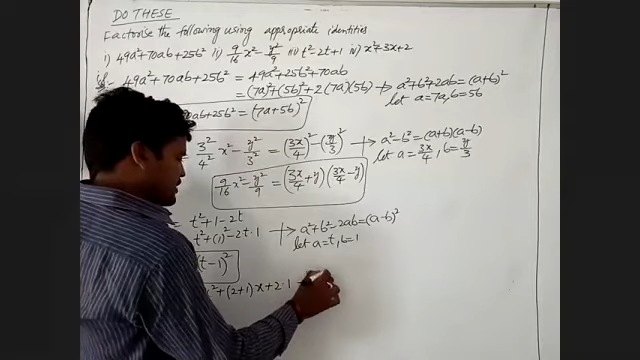 DO THESE
Factorise the following using appropriate identities
i) 49a²+70ab+25b² ii) 9/16 x² - y²/9 iii) t²-2t+1 iv) x²+3x+2
49a²+70ab+25b² = 49a²+25b²+70ab
= (7a)²+(5b)²+2(7a)(5b) → a²+b²+2ab=(a+b)²
let a=7a, b=5b
ab+25b² = (7a+5b)²
3²/4² x² - y²/3² = (3x/4)² - (y/3)² → a²-b²=(a+b)(a-b)
let a=3x/4, b=y/3
9/16 x² - y²/9 = (3x/4 + y)(3x/4 - y)
= t²+1-2t
t²+(1)²-2t·1 → a²+b²-2ab=(a-b)²
let a=t, b=1
(t-1)²
²+(2+1)x+2·1